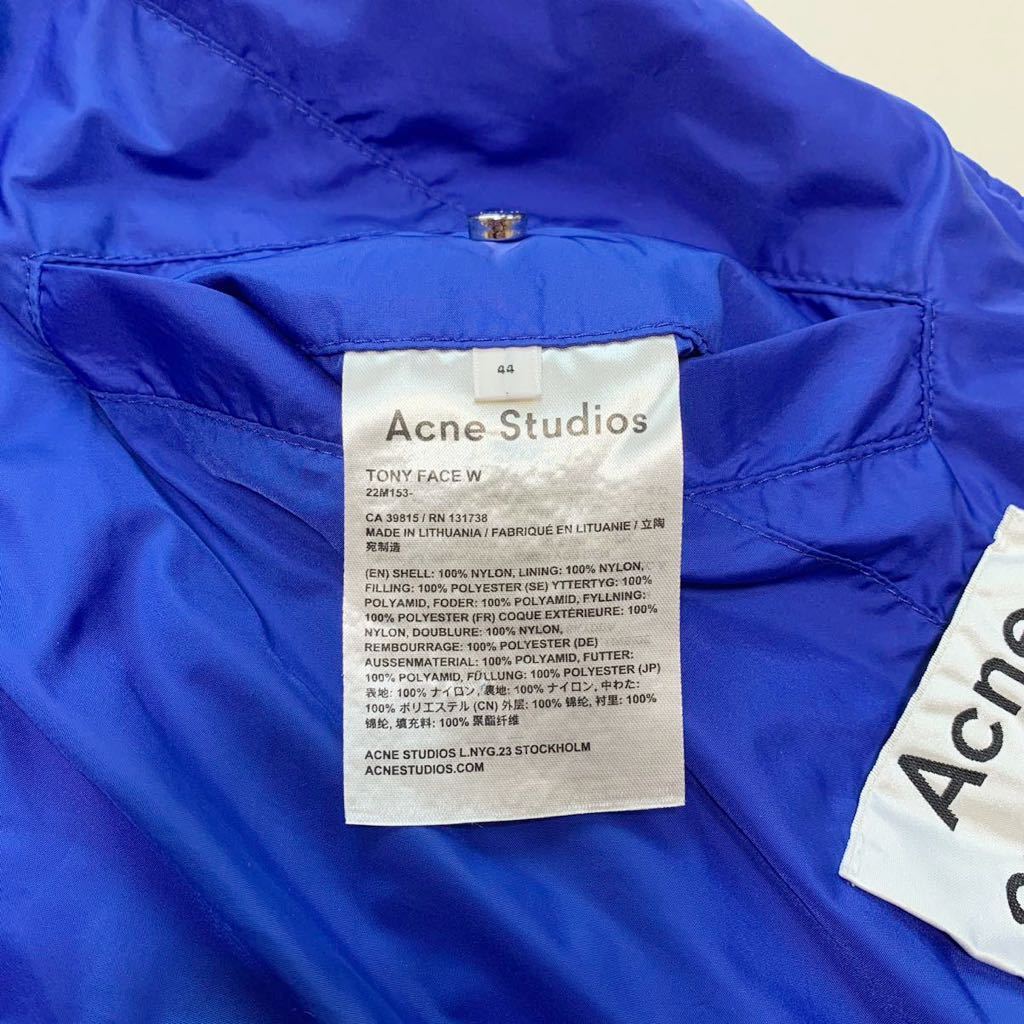 44
Acne Studios
TONY FACE W
22M153-
CA 39815 / RN 131738
MADE IN LITHUANIA / FABRIQUÉ EN LITUANIE / 立陶
宛制造
(EN) SHELL: 100% NYLON, LINING: 100% NYLON,
FILLING: 100% POLYESTER (SE) YTTERTYG: 100%
POLYAMID, FODER: 100% POLYAMID, FYLLNING:
100% POLYESTER (FR) COQUE EXTÉRIEURE: 100%
NYLON, DOUBLURE: 100% NYLON,
REMBOURRAGE: 100% POLYESTER (DE)
AUSSENMATERIAL: 100% POLYAMID, FUTTER:
100% POLYAMID, FÜLLUNG: 100% POLYESTER (JP)
表地: 100% ナイロン, 裏地: 100% ナイロン, 中わた:
100% ポリエステル (CN) 外层: 100% 锦纶, 衬里: 100%
锦纶, 填充料: 100% 聚酯纤维
ACNE STUDIOS L.NYG.23 STOCKHOLM
ACNESTUDIOS.COM
Acne